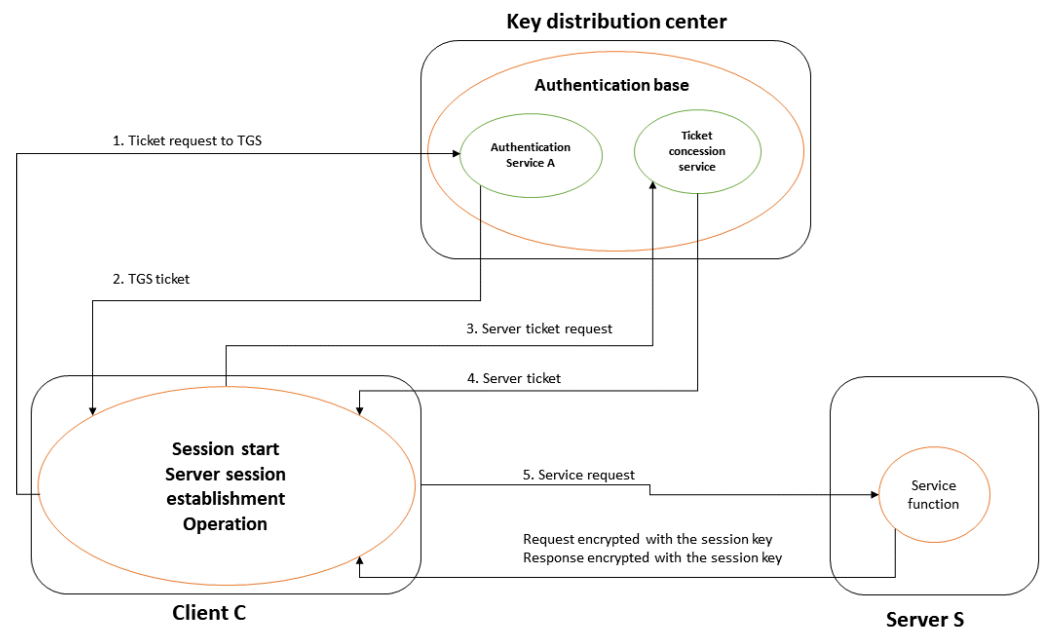 Key distribution center
Authentication base
1. Ticket request to TGS
Authentication
Service A
Ticket
concession
service
2. TGS ticket
3. Server ticket request
4. Server ticket
Session start
Server session
establishment
Operation
5. Service request
Service
function
Request encrypted with the session key
Response encrypted with the session key
Client C
Server S